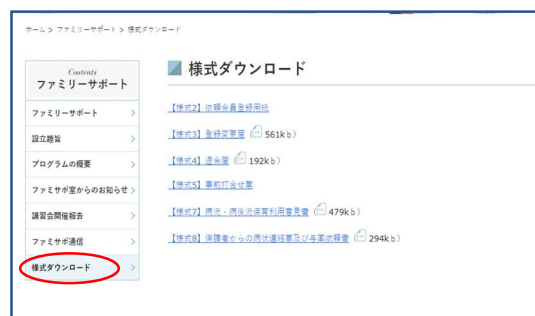 ホーム > ファミリーサポート > 様式ダウンロード
Contents
ファミリーサポート
ファミリーサポート >
設立趣旨 >
プログラムの概要 >
ファミサポ室からのお知らせ >
講習会開催報告 >
ファミサポ通信 >
様式ダウンロード >
様式ダウンロード
【様式2】依頼会員登録用紙
【様式3】登録変更届 ( 561kb)
【様式4】退会届 ( 192kb)
【様式5】事前打合せ票
【様式7】病児・病後児保育利用意見書 ( 479kb)
【様式8】保護者からの病状連絡票及び与薬依頼書 ( 294kb)